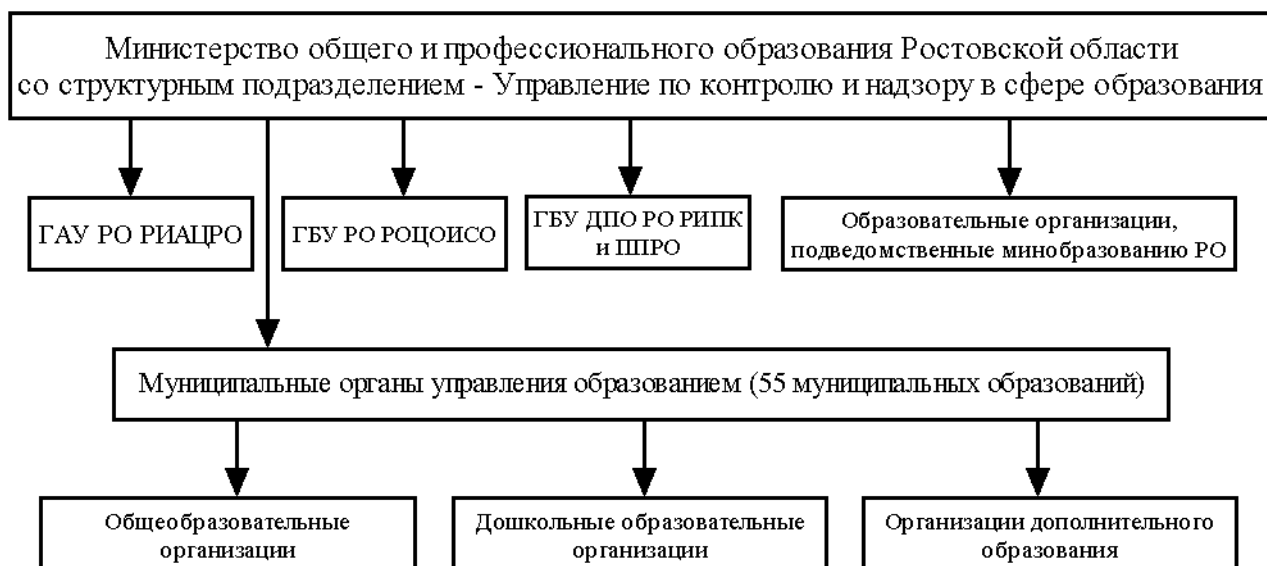 Министерство общего и профессионального образования Ростовской области
со структурным подразделением - Управление по контролю и надзору в сфере образования
ГАУ РО РИАЦРО
ГБУ РО РОЦОИСО
ГБУ ДПО РО РИПК
и ППРО
Образовательные организации,
подведомственные минобразованию РО
Муниципальные органы управления образованием (55 муниципальных образований)
Общеобразовательные
организации
Дошкольные образовательные
организации
Организации дополнительного
образования